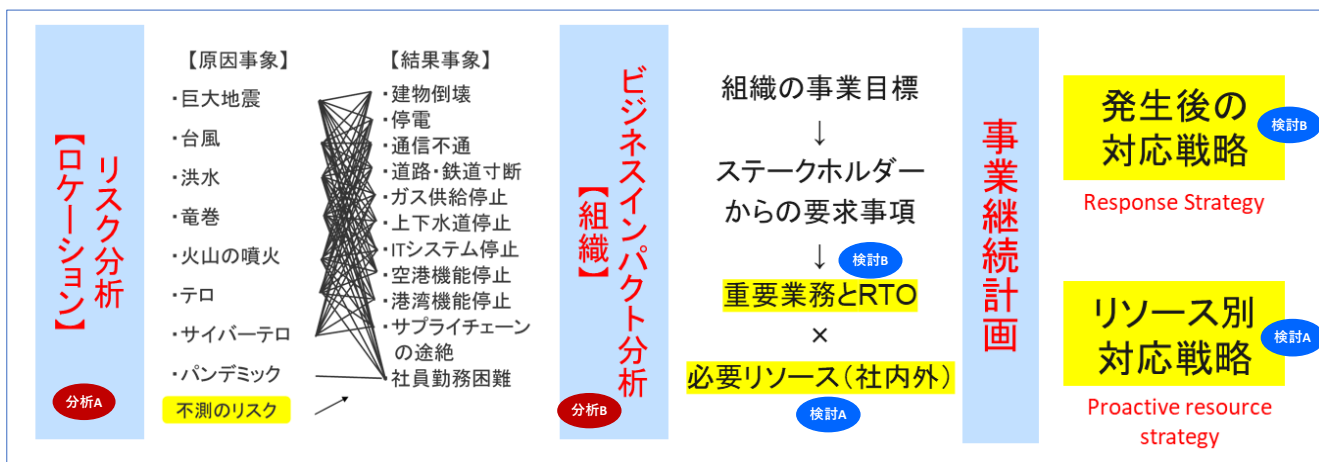 リスク分析
【ロケーション】
分析A
【原因事象】
・巨大地震
・台風
・洪水
・竜巻
・火山の噴火
・テロ
・サイバーテロ
・パンデミック
不測のリスク
【結果事象】
・建物倒壊
・停電
・通信不通
・道路・鉄道寸断
・ガス供給停止
・上下水道停止
・ITシステム停止
・空港機能停止
・港湾機能停止
・サプライチェーン
の途絶
・社員勤務困難
ビジネスインパクト分析
【組織】
分析B
組織の事業目標
↓
ステークホルダー
からの要求事項
↓
検討B
重要業務とRTO
×
必要リソース(社内外)
検討A
事業継続計画
発生後の
対応戦略
検討B
Response Strategy
リソース別
対応戦略
検討A
Proactive resource
strategy